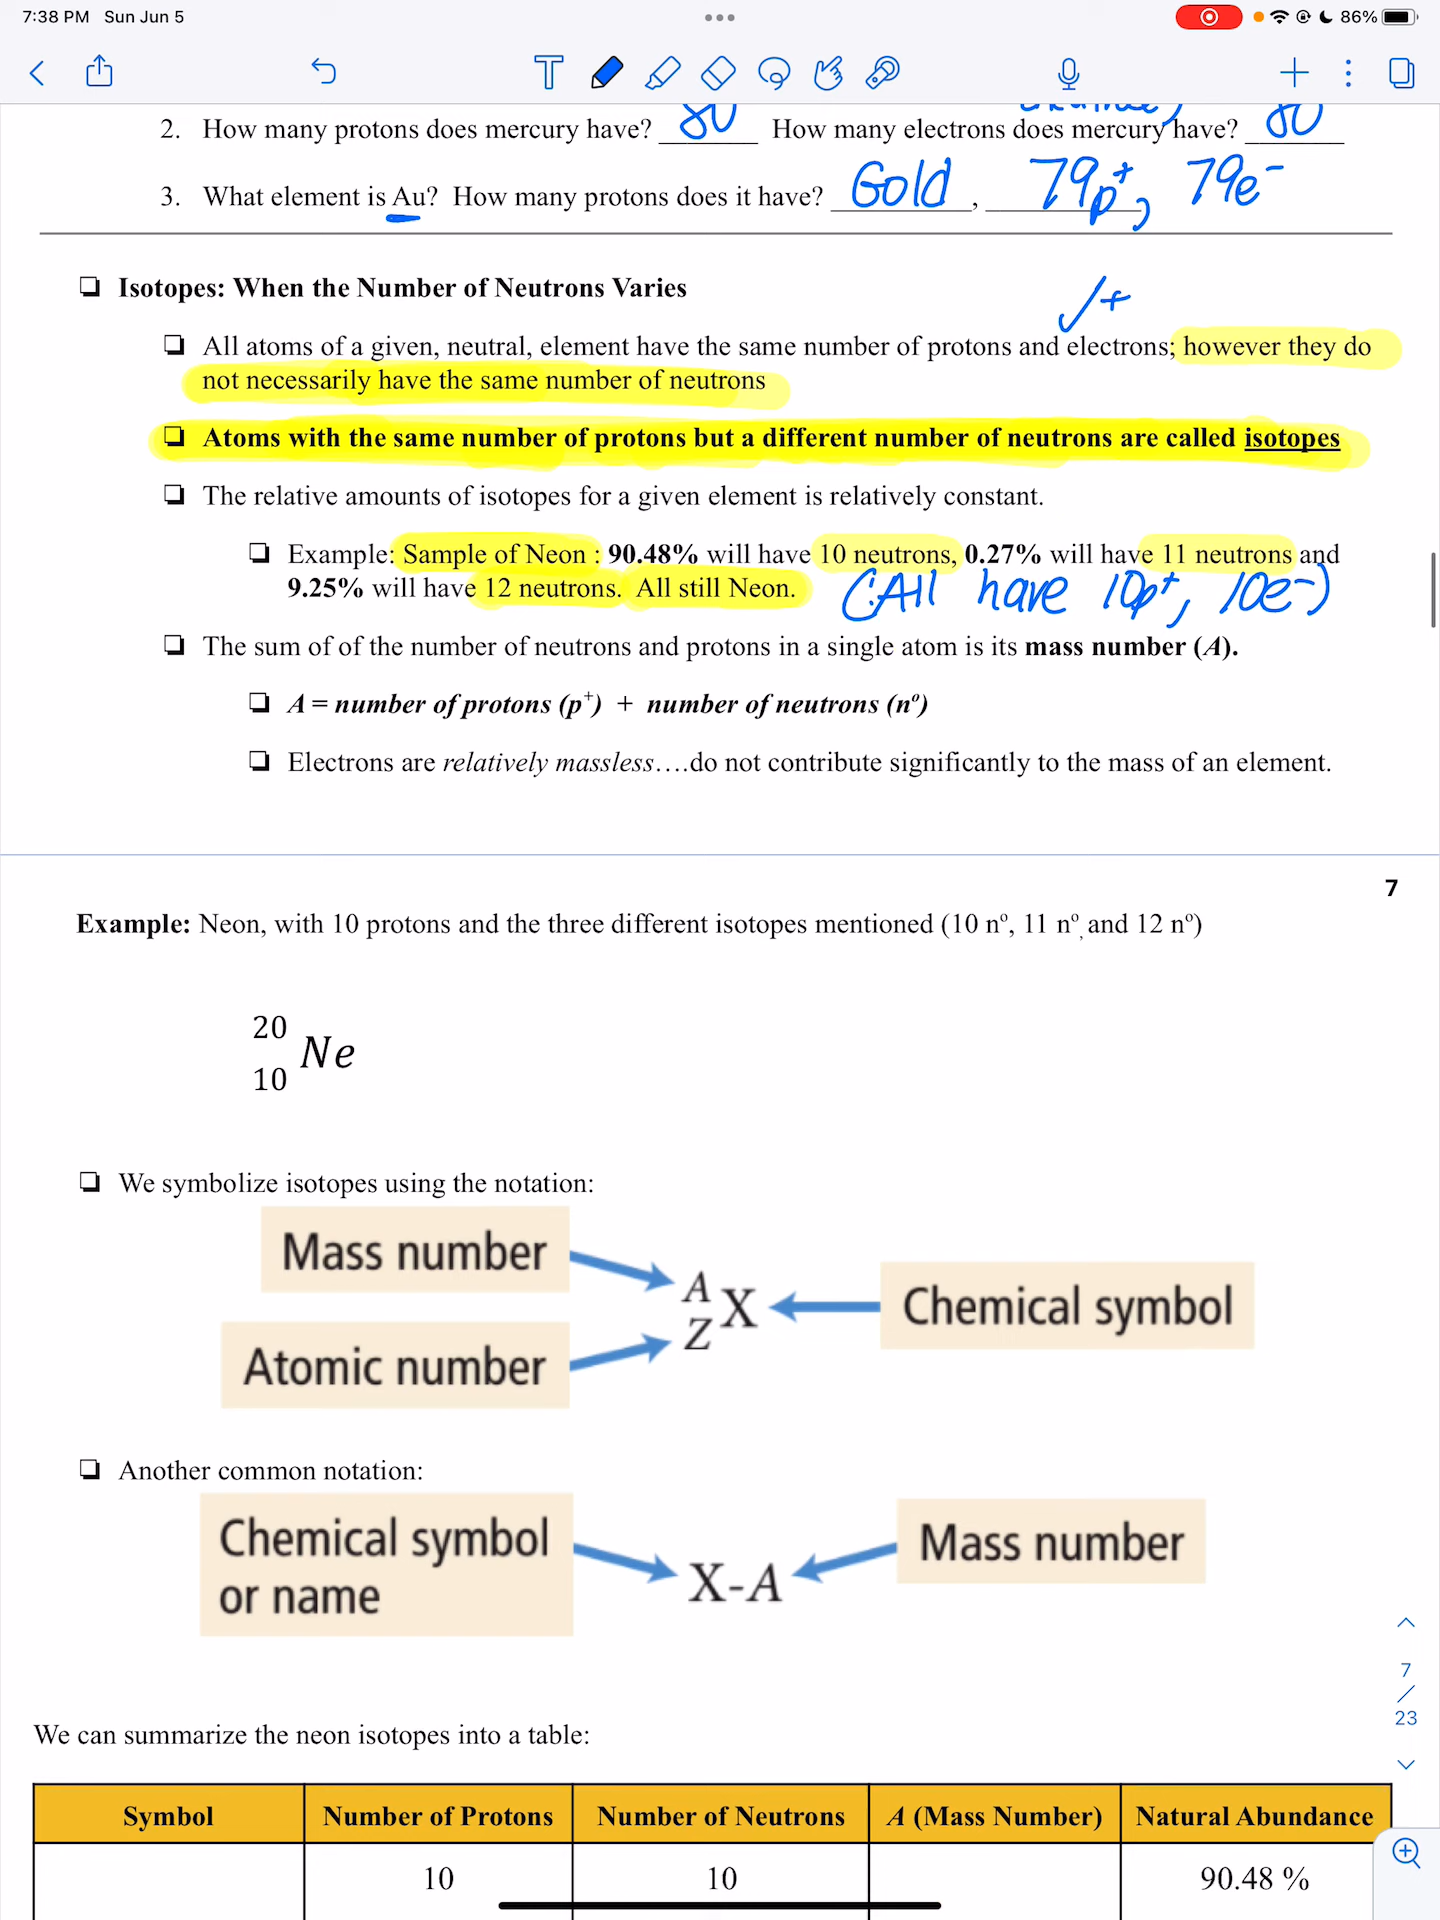 7:38 PM Sun Jun 5
86%
2. How many protons does mercury have? 80 How many electrons does mercury have? 80
3. What element is Au? How many protons does it have? Gold, 79p⁺, 79e⁻
Isotopes: When the Number of Neutrons Varies
All atoms of a given, neutral, element have the same number of protons and electrons; however they do
not necessarily have the same number of neutrons
Atoms with the same number of protons but a different number of neutrons are called isotopes
The relative amounts of isotopes for a given element is relatively constant.
Example: Sample of Neon : 90.48% will have 10 neutrons, 0.27% will have 11 neutrons and
9.25% will have 12 neutrons. All still Neon. (All have 10p⁺, 10e⁻)
The sum of of the number of neutrons and protons in a single atom is its mass number (A).
A = number of protons (p⁺) + number of neutrons (nº)
Electrons are relatively massless….do not contribute significantly to the mass of an element.
7
Example: Neon, with 10 protons and the three different isotopes mentioned (10 nº, 11 nº, and 12 nº)
20
Ne
10
We symbolize isotopes using the notation:
Mass number
A
X
Z
Chemical symbol
Atomic number
Another common notation:
Chemical symbol
or name
X-A
Mass number
7
/
23
We can summarize the neon isotopes into a table:
Symbol Number of Protons Number of Neutrons A (Mass Number) Natural Abundance
10 10 90.48 %